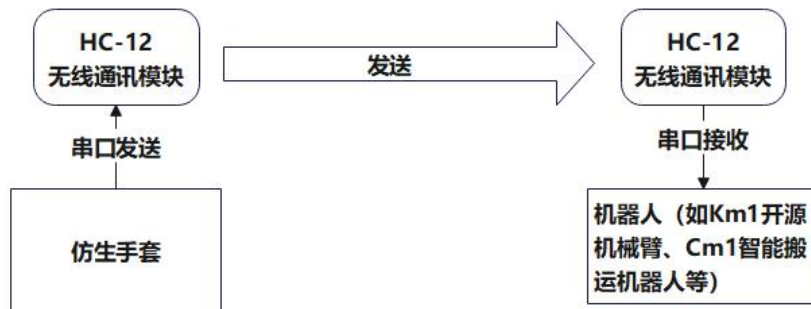 HC-12
无线通讯模块
发送
HC-12
无线通讯模块
串口发送
串口接收
仿生手套
机器人（如Km1开源
机械臂、Cm1智能搬
运机器人等）